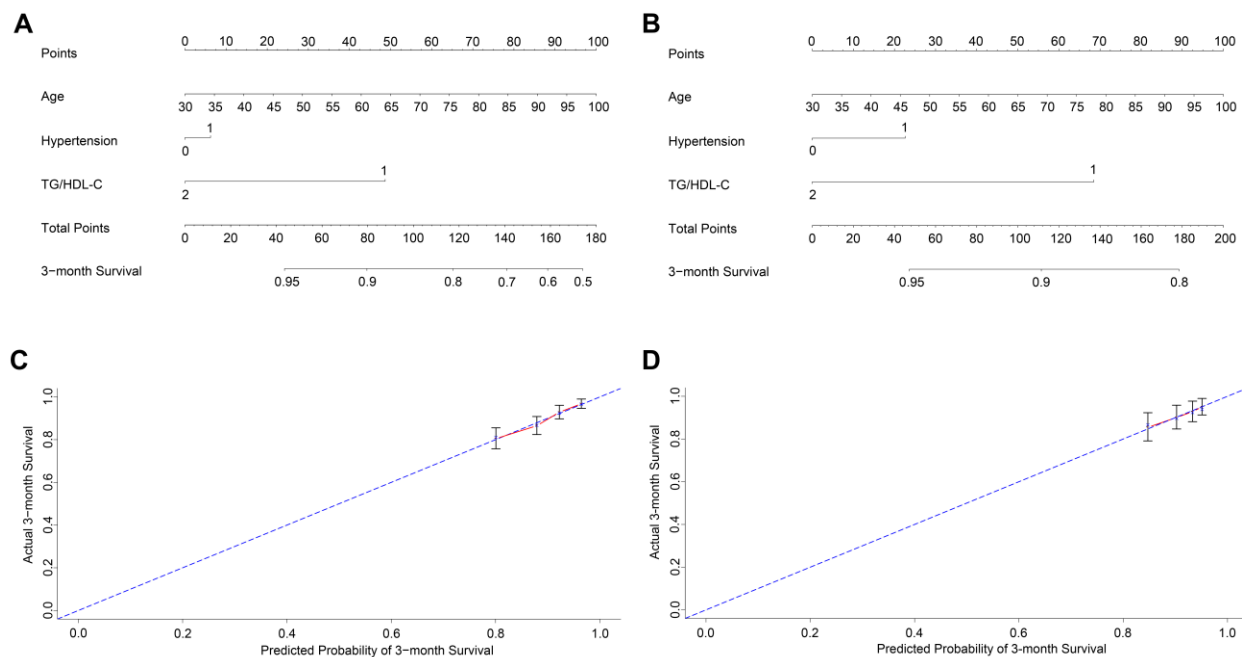 A
0 10 20 30 40 50 60 70 80 90 100
Points
Age
30 35 40 45 50 55 60 65 70 75 80 85 90 95 100
1
Hypertension
0
1
TG/HDL-C
2
Total Points
0 20 40 60 80 100 120 140 160 180
3−month Survival
0.95 0.9 0.8 0.7 0.6 0.5
B
0 10 20 30 40 50 60 70 80 90 100
Points
Age
30 35 40 45 50 55 60 65 70 75 80 85 90 95 100
1
Hypertension
0
1
TG/HDL-C
2
Total Points
0 20 40 60 80 100 120 140 160 180 200
3−month Survival
0.95 0.9 0.8
C
Actual 3−month Survival
1.0
0.8
0.6
0.4
0.2
0.0
0.0 0.2 0.4 0.6 0.8 1.0
Predicted Probability of 3−month Survival
D
Actual 3-month Survival
1.0
0.8
0.6
0.4
0.2
0.0
0.0 0.2 0.4 0.6 0.8 1.0
Predicted Probability of 3-month Survival